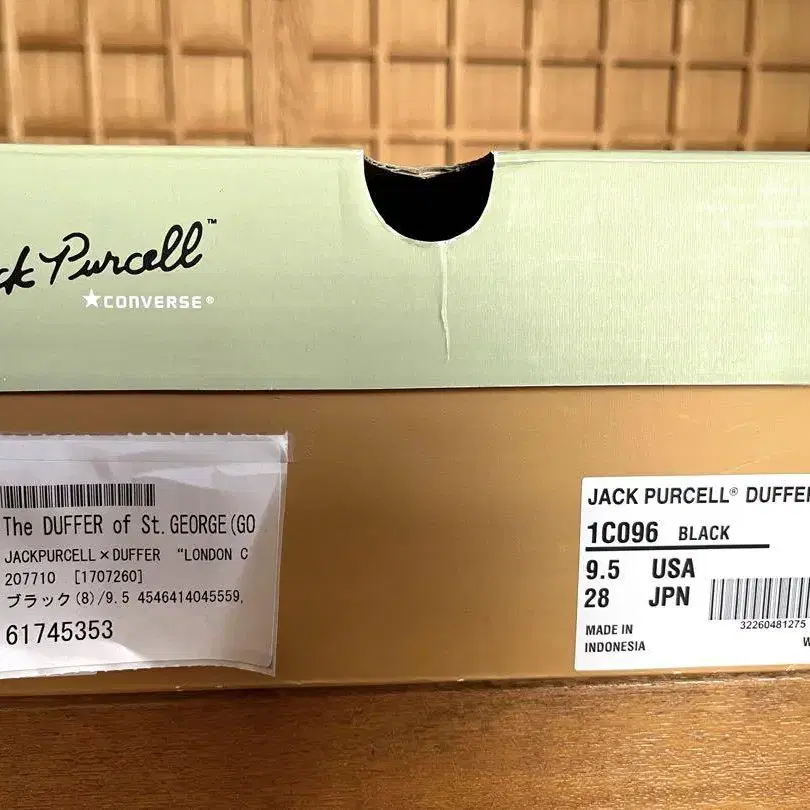 ck Purcell™
★CONVERSE®
The DUFFER of St. GEORGE(GO
JACKPURCELL×DUFFER “LONDON C
207710 [1707260]
ブラック(8)/9.5 4546414045559,
61745353
JACK PURCELL® DUFFER
1C096 BLACK
9.5 USA
28 JPN
32260481275
MADE IN
INDONESIA
W